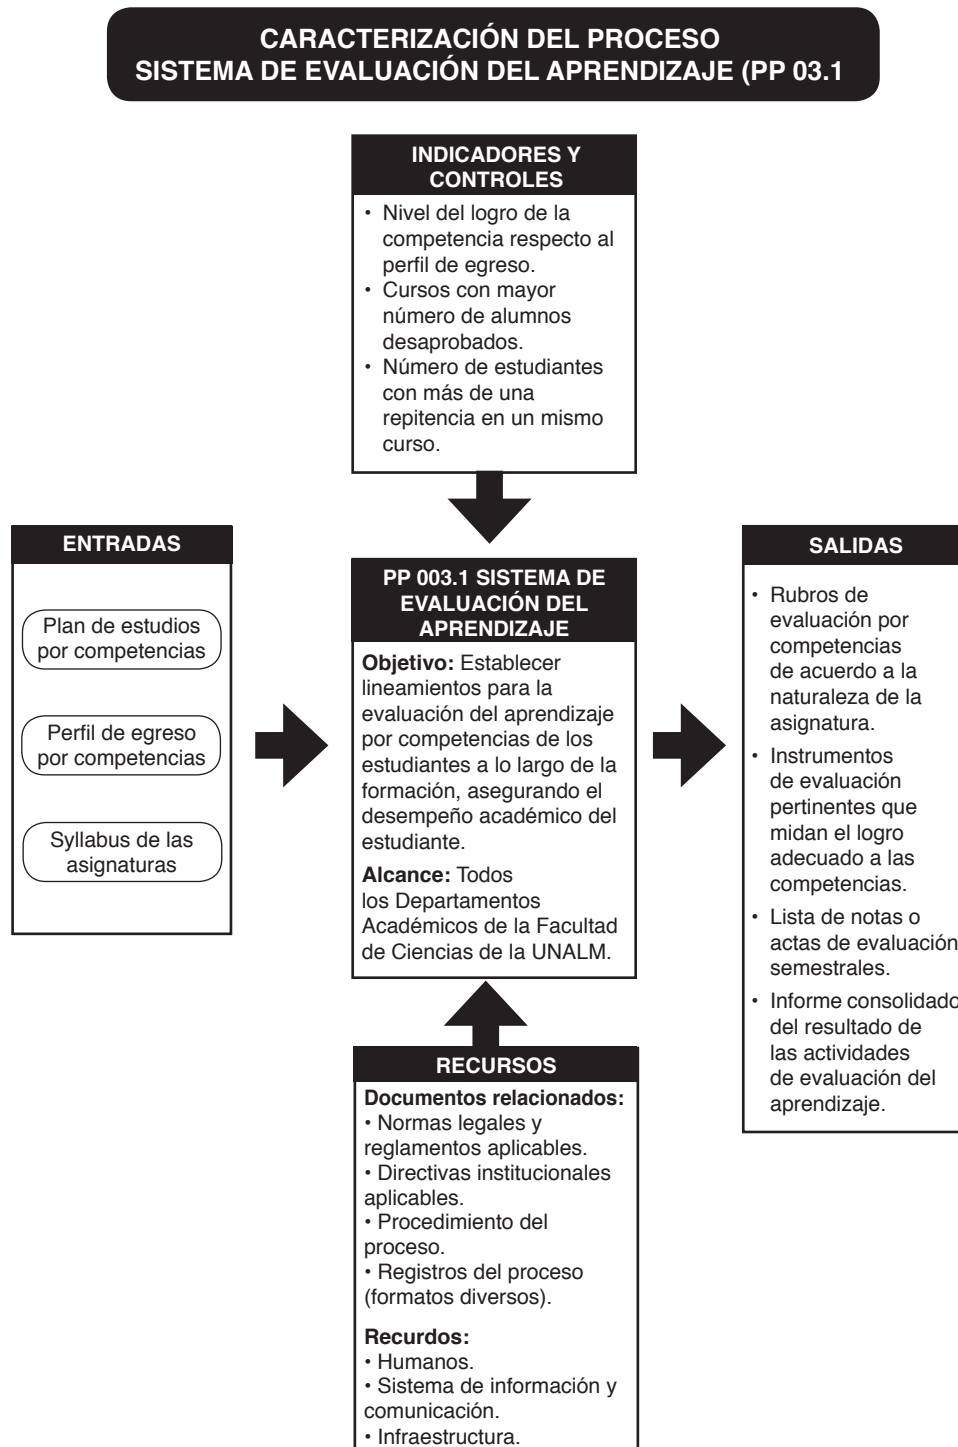 CARACTERIZACIÓN DEL PROCESO
SISTEMA DE EVALUACIÓN DEL APRENDIZAJE (PP 03.1
INDICADORES Y
CONTROLES
• Nivel del logro de la
competencia respecto al
perfil de egreso.
• Cursos con mayor
número de alumnos
desaprobados.
• Número de estudiantes
con más de una
repitencia en un mismo
curso.
ENTRADAS
Plan de estudios
por competencias
Perfil de egreso
por competencias
Syllabus de las
asignaturas
PP 003.1 SISTEMA DE
EVALUACIÓN DEL
APRENDIZAJE
Objetivo: Establecer
lineamientos para la
evaluación del aprendizaje
por competencias de los
estudiantes a lo largo de la
formación, asegurando el
desempeño académico del
estudiante.
Alcance: Todos
los Departamentos
Académicos de la Facultad
de Ciencias de la UNALM.
SALIDAS
• Rubros de
evaluación por
competencias
de acuerdo a la
naturaleza de la
asignatura.
• Instrumentos
de evaluación
pertinentes que
midan el logro
adecuado a las
competencias.
• Lista de notas o
actas de evaluación
semestrales.
• Informe consolidado
del resultado de
las actividades
de evaluación del
aprendizaje.
RECURSOS
Documentos relacionados:
• Normas legales y
reglamentos aplicables.
• Directivas institucionales
aplicables.
• Procedimiento del
proceso.
• Registros del proceso
(formatos diversos).
Recurdos:
• Humanos.
• Sistema de información y
comunicación.
• Infraestructura.